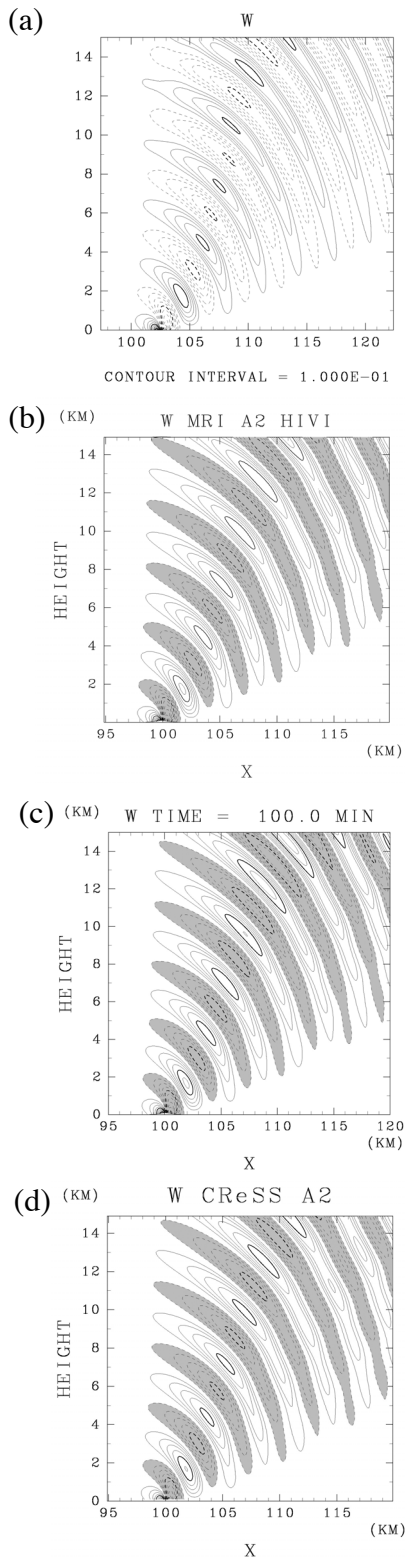 (a)
W
14
12
10
8
6
4
2
0
100 105 110 115 120
CONTOUR INTERVAL = 1.000E-01
(b) (KM) W MRI A2 HIVI
14
12
10
8
6
4
2
HEIGHT
95 100 105 110 115
(KM)
X
(c) (KM) W TIME = 100.0 MIN
14
12
10
8
6
4
2
0
HEIGHT
95 100 105 110 115 120
(KM)
X
(d) (KM) W CReSS A2
14
12
10
8
6
4
2
0
HEIGHT
95 100 105 110 115
(KM)
X